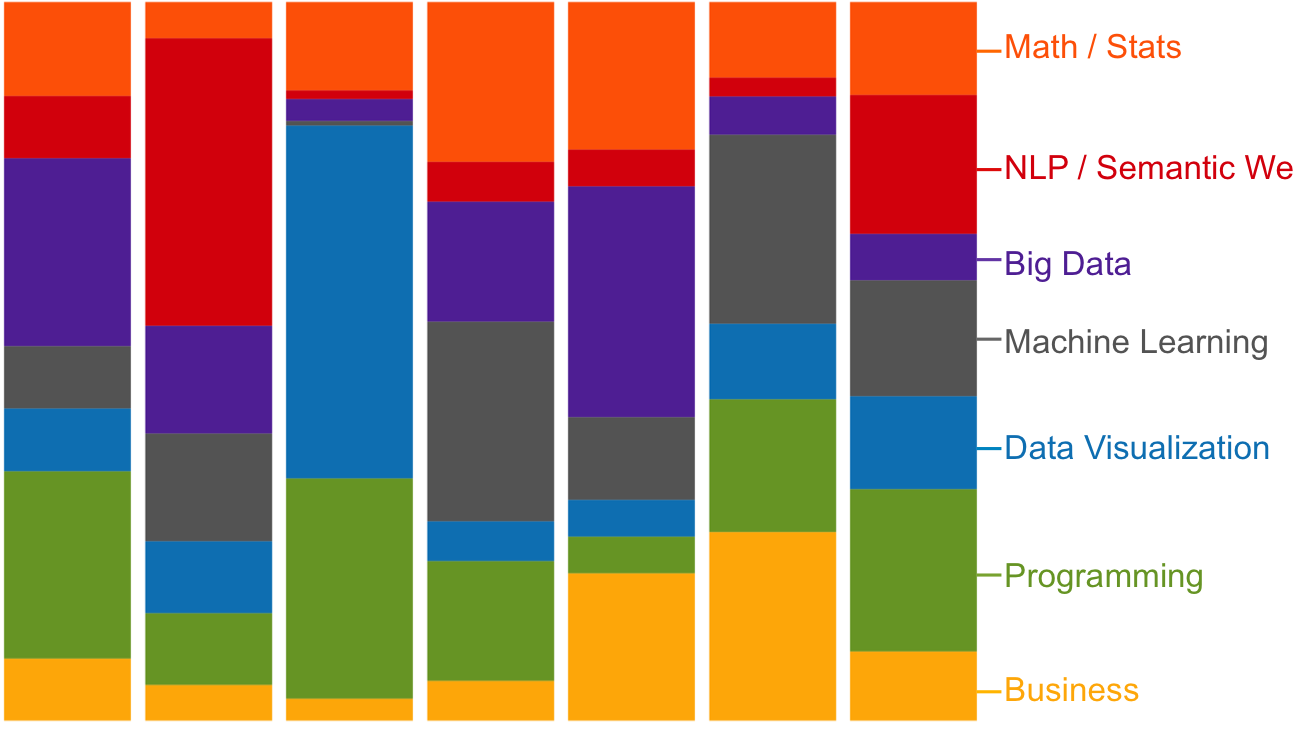 Math / Stats
NLP / Semantic We
Big Data
Machine Learning
Data Visualization
Programming
Business